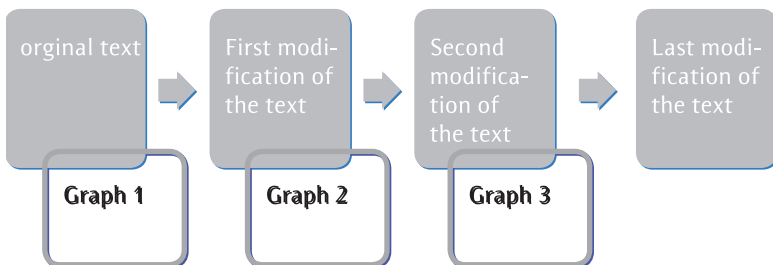 orginal text
First modi-
fication of
the text
Second
modifica-
tion of
the text
Last modi-
fication of
the text
Graph 1
Graph 2
Graph 3